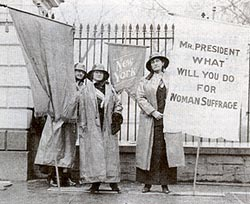 New
York
MR. PRESIDENT
WHAT
WILL YOU DO
FOR
WOMAN SUFFRAGE